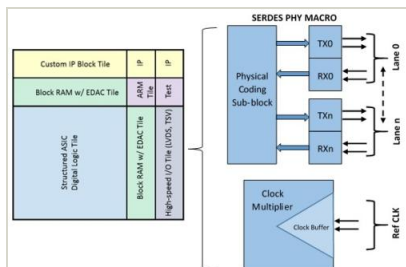 SERDES PHY MACRO
Custom IP Block Tile
IP
IP
Block RAM w/ EDAC Tile
ARM
Tile
Test
Structured ASIC
Digital Logic Tile
Block RAM w/ EDAC Tile
High-speed I/O Tile (LVDS, TSV)
Physical
Coding
Sub-block
TX0
RX0
Lane 0
TXn
RXn
Lane n
Clock
Multiplier
Clock Buffer
Ref CLK